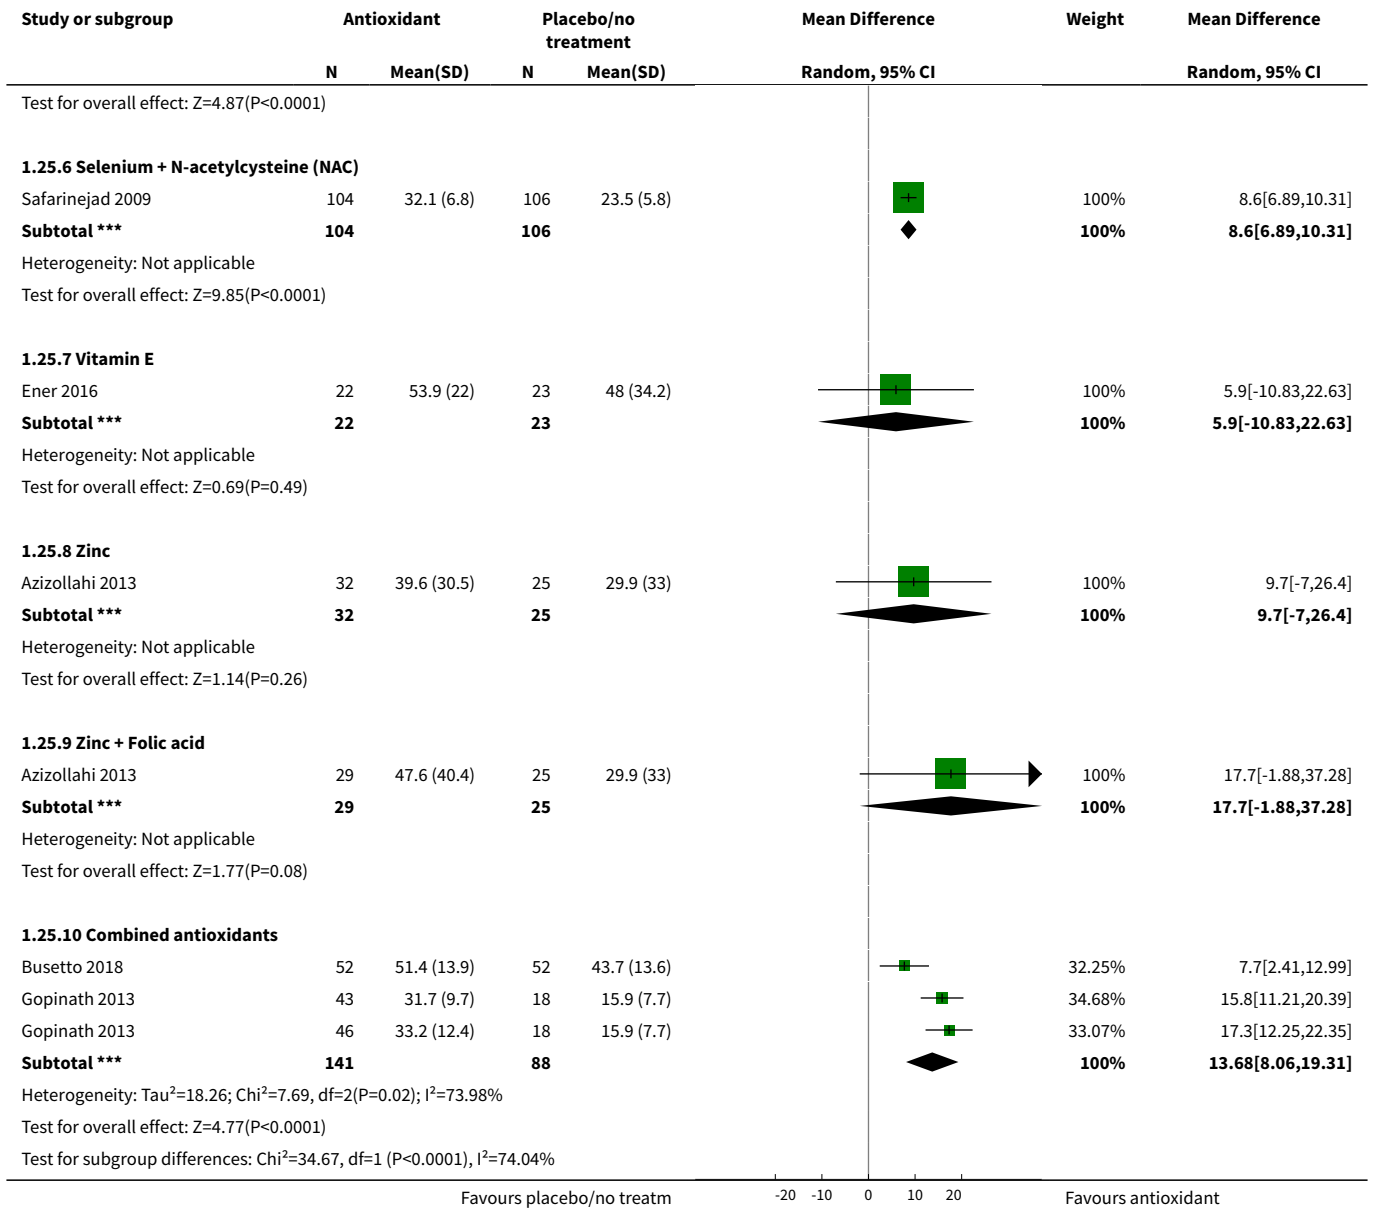 Study or subgroup Antioxidant Placebo/no treatment Mean Difference Weight Mean Difference
N Mean(SD) N Mean(SD) Random, 95% CI Random, 95% CI
Test for overall effect: Z=4.87(P<0.0001)
1.25.6 Selenium + N-acetylcysteine (NAC)
Safarinejad 2009 104 32.1 (6.8) 106 23.5 (5.8) 100% 8.6[6.89,10.31]
Subtotal *** 104 106 100% 8.6[6.89,10.31]
Heterogeneity: Not applicable
Test for overall effect: Z=9.85(P<0.0001)
1.25.7 Vitamin E
Ener 2016 22 53.9 (22) 23 48 (34.2) 100% 5.9[-10.83,22.63]
Subtotal *** 22 23 100% 5.9[-10.83,22.63]
Heterogeneity: Not applicable
Test for overall effect: Z=0.69(P=0.49)
1.25.8 Zinc
Azizollahi 2013 32 39.6 (30.5) 25 29.9 (33) 100% 9.7[-7,26.4]
Subtotal *** 32 25 100% 9.7[-7,26.4]
Heterogeneity: Not applicable
Test for overall effect: Z=1.14(P=0.26)
1.25.9 Zinc + Folic acid
Azizollahi 2013 29 47.6 (40.4) 25 29.9 (33) 100% 17.7[-1.88,37.28]
Subtotal *** 29 25 100% 17.7[-1.88,37.28]
Heterogeneity: Not applicable
Test for overall effect: Z=1.77(P=0.08)
1.25.10 Combined antioxidants
Busetto 2018 52 51.4 (13.9) 52 43.7 (13.6) 32.25% 7.7[2.41,12.99]
Gopinath 2013 43 31.7 (9.7) 18 15.9 (7.7) 34.68% 15.8[11.21,20.39]
Gopinath 2013 46 33.2 (12.4) 18 15.9 (7.7) 33.07% 17.3[12.25,22.35]
Subtotal *** 141 88 100% 13.68[8.06,19.31]
Heterogeneity: Tau²=18.26; Chi²=7.69, df=2(P=0.02); I²=73.98%
Test for overall effect: Z=4.77(P<0.0001)
Test for subgroup differences: Chi²=34.67, df=1 (P<0.0001), I²=74.04%
Favours placebo/no treatm -20 -10 0 10 20 Favours antioxidant